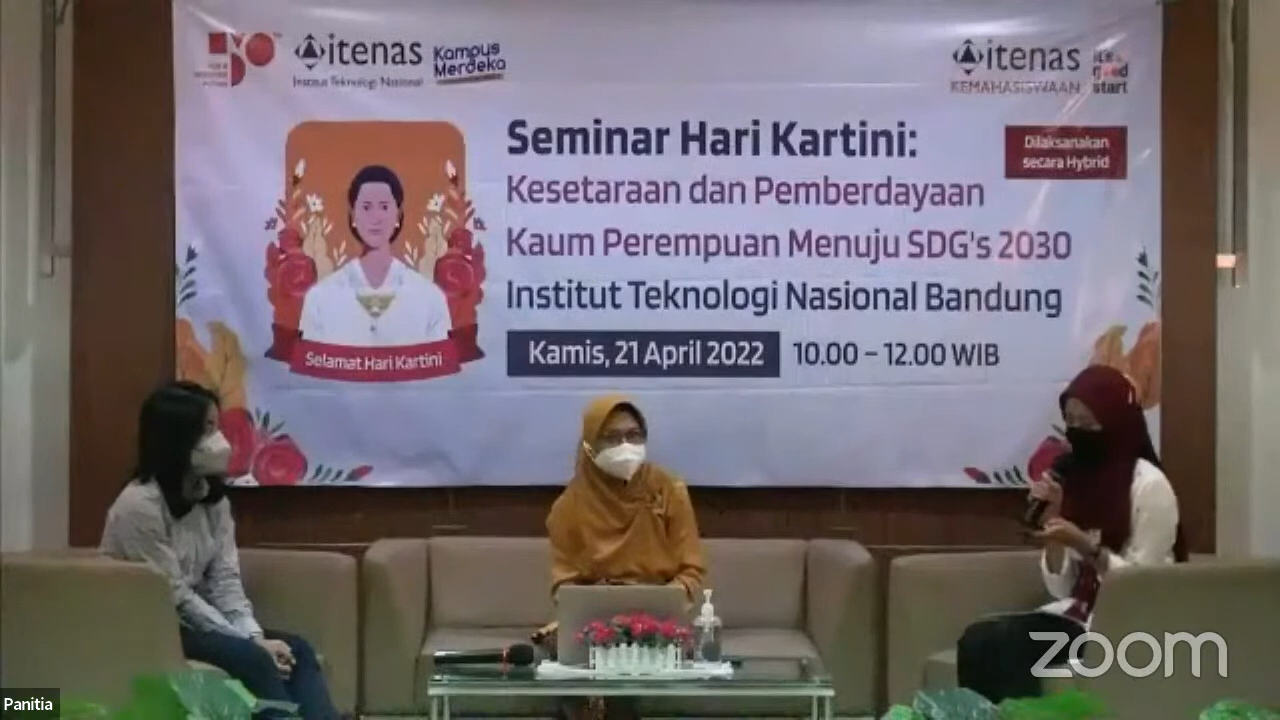 itenas
Institut Teknologi Nasional
Kampus
Merdeka
itenas
KEMAHASISWAAN
start
Seminar Hari Kartini:
Dilaksanakan
secara Hybrid
Kesetaraan dan Pemberdayaan
Kaum Perempuan Menuju SDG's 2030
Institut Teknologi Nasional Bandung
Kamis, 21 April 2022
10.00 – 12.00 WIB
Selamat Hari Kartini
zoom
Panitia